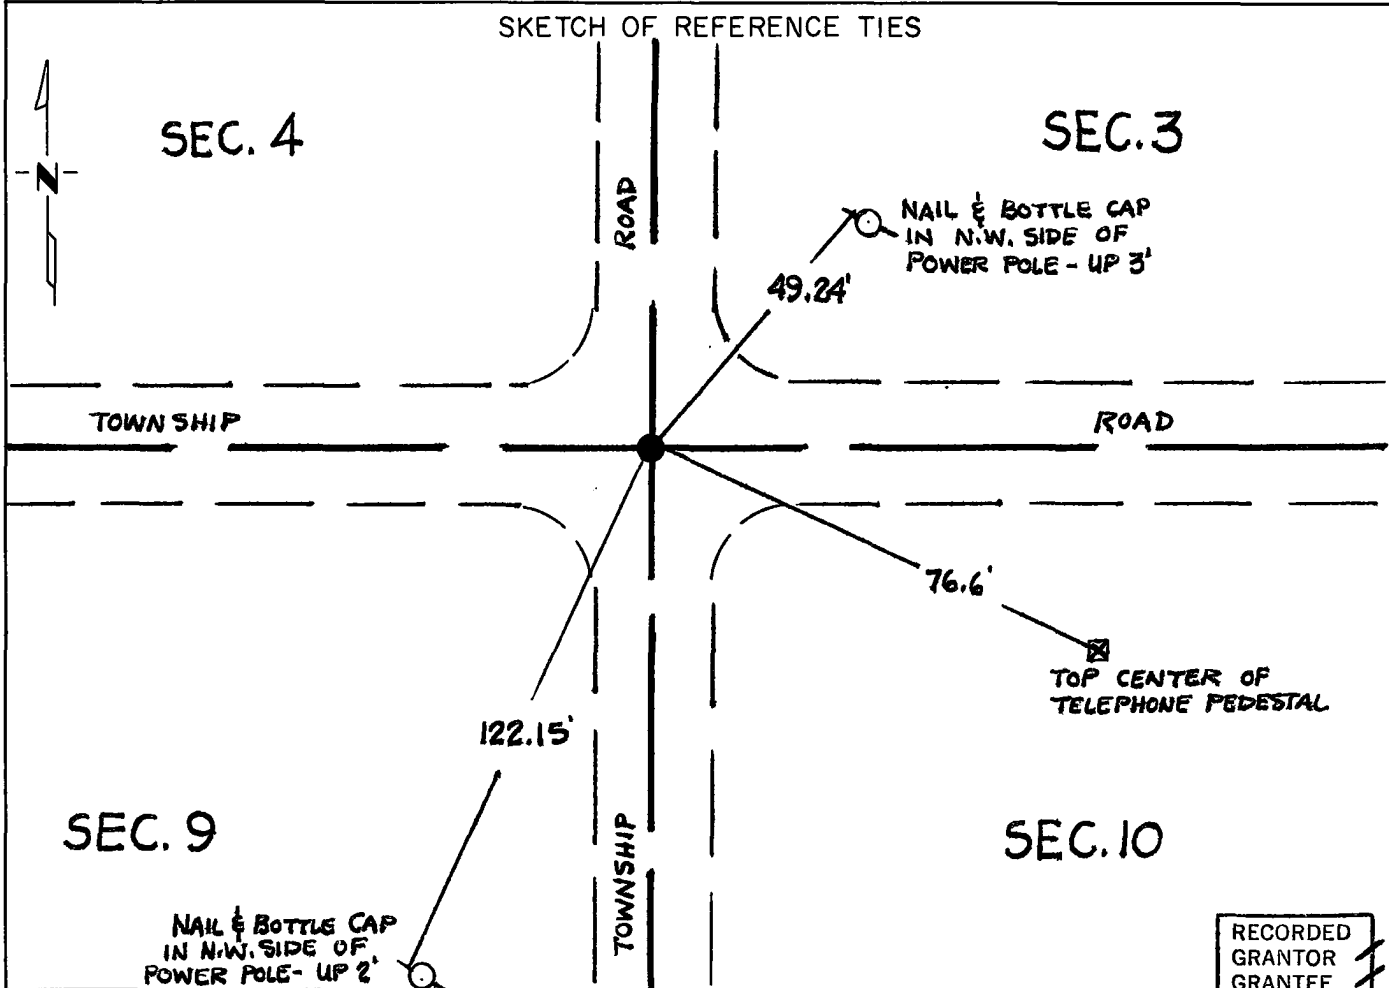 SKETCH OF REFERENCE TIES
SEC. 4
SEC. 3
N
ROAD
NAIL & BOTTLE CAP
IN N.W. SIDE OF
POWER POLE - UP 3'
49.24'
TOWNSHIP
ROAD
76.6'
TOP CENTER OF
TELEPHONE PEDESTAL
122.15'
SEC. 9
SEC. 10
TOWNSHIP
NAIL & BOTTLE CAP
IN N.W. SIDE OF
POWER POLE - UP 2'
RECORDED
GRANTOR
GRANTEE